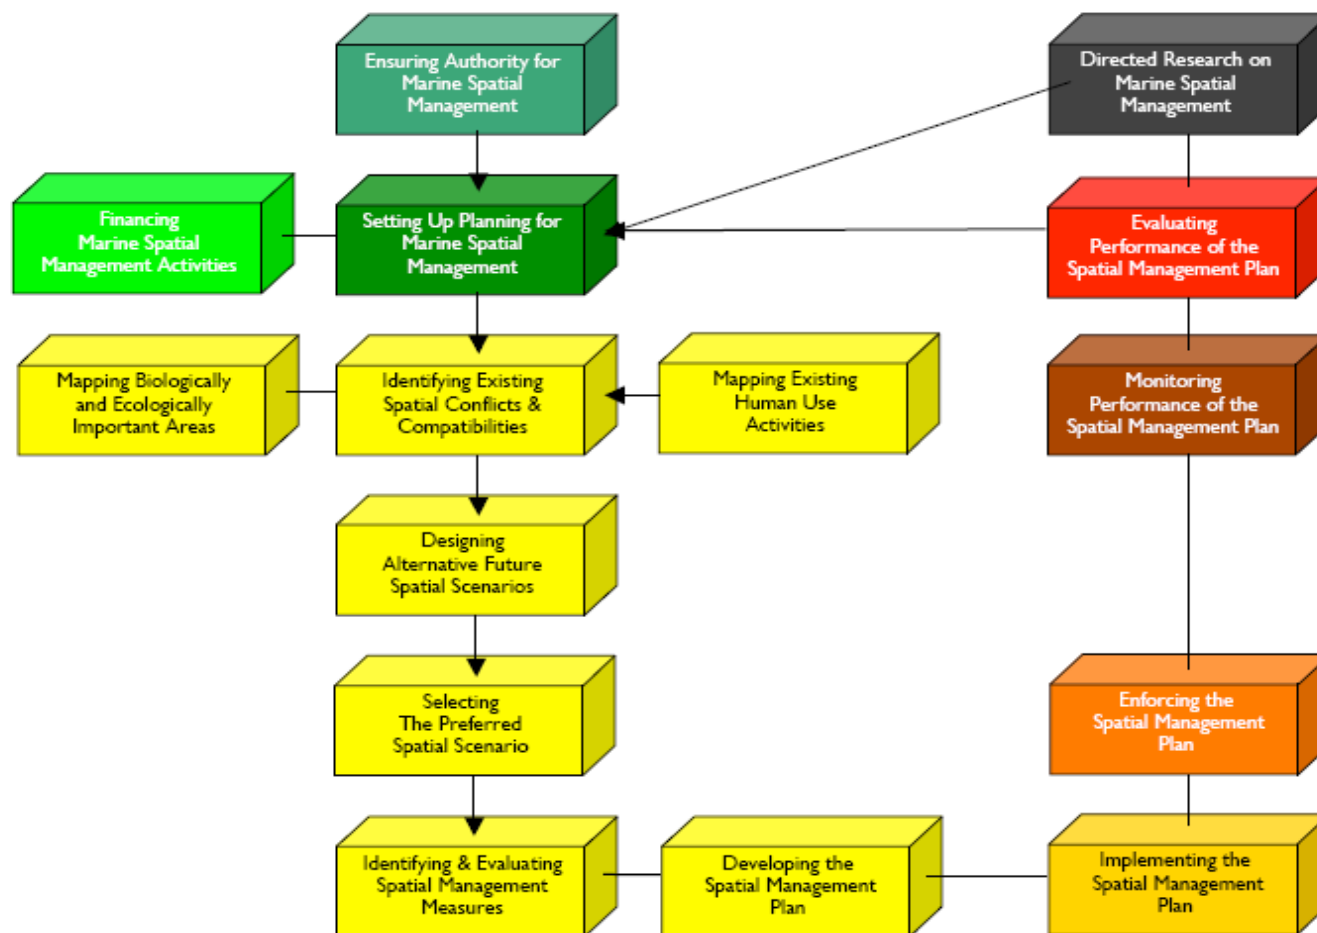 Ensuring Authority for
Marine Spatial
Management
Directed Research on
Marine Spatial
Management
Financing
Marine Spatial
Management Activities
Setting Up Planning for
Marine Spatial
Management
Evaluating
Performance of the
Spatial Management Plan
Mapping Biologically
and Ecologically
Important Areas
Identifying Existing
Spatial Conflicts &
Compatibilities
Mapping Existing
Human Use
Activities
Monitoring
Performance of the
Spatial Management Plan
Designing
Alternative Future
Spatial Scenarios
Selecting
The Preferred
Spatial Scenario
Enforcing the
Spatial Management
Plan
Identifying & Evaluating
Spatial Management
Measures
Developing the
Spatial Management
Plan
Implementing the
Spatial Management
Plan